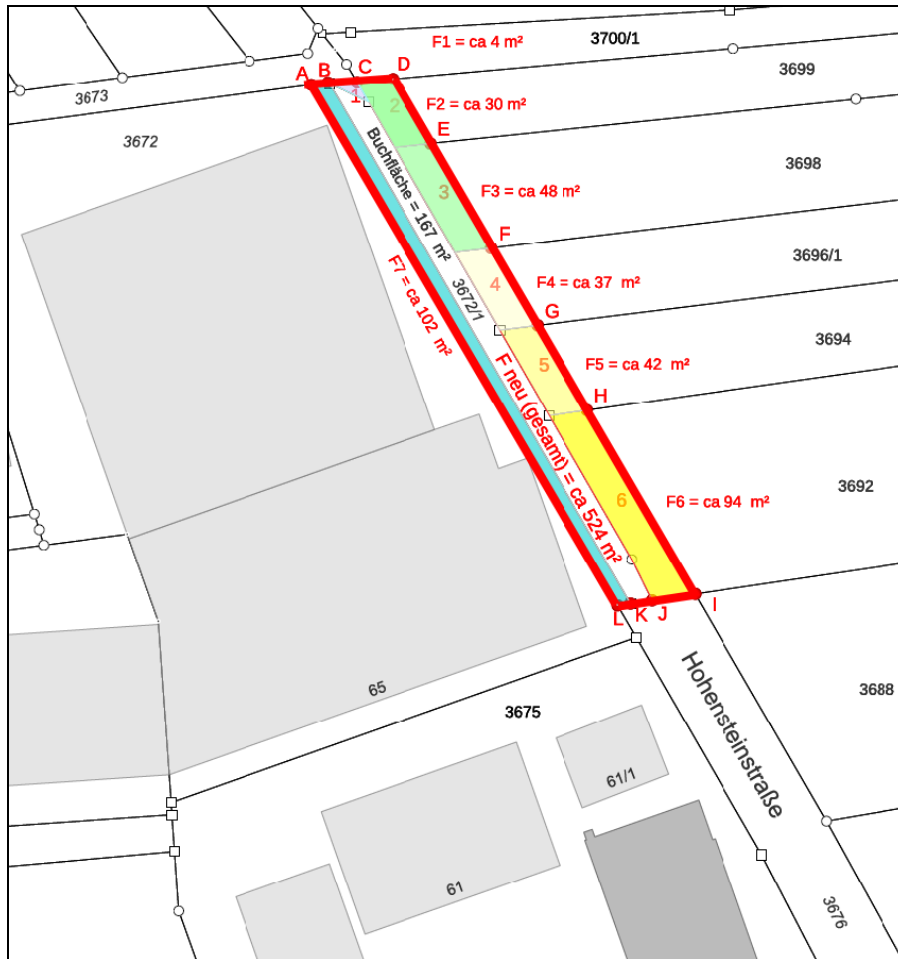 F1 = ca 4 m²
3700/1
A
B
C
D
3699
3673
1
2
F2 = ca 30 m²
E
3672
3698
Buchfläche = 167 m²
3
F3 = ca 48 m²
F
3696/1
F7 = ca 102 m²
3672/1
4
F4 = ca 37 m²
G
3694
5
F5 = ca 42 m²
H
F neu (gesamt) = ca 524 m²
3692
6
F6 = ca 94 m²
L
K
J
I
65
3675
Hohensteinstraße
3688
61/1
61
3676